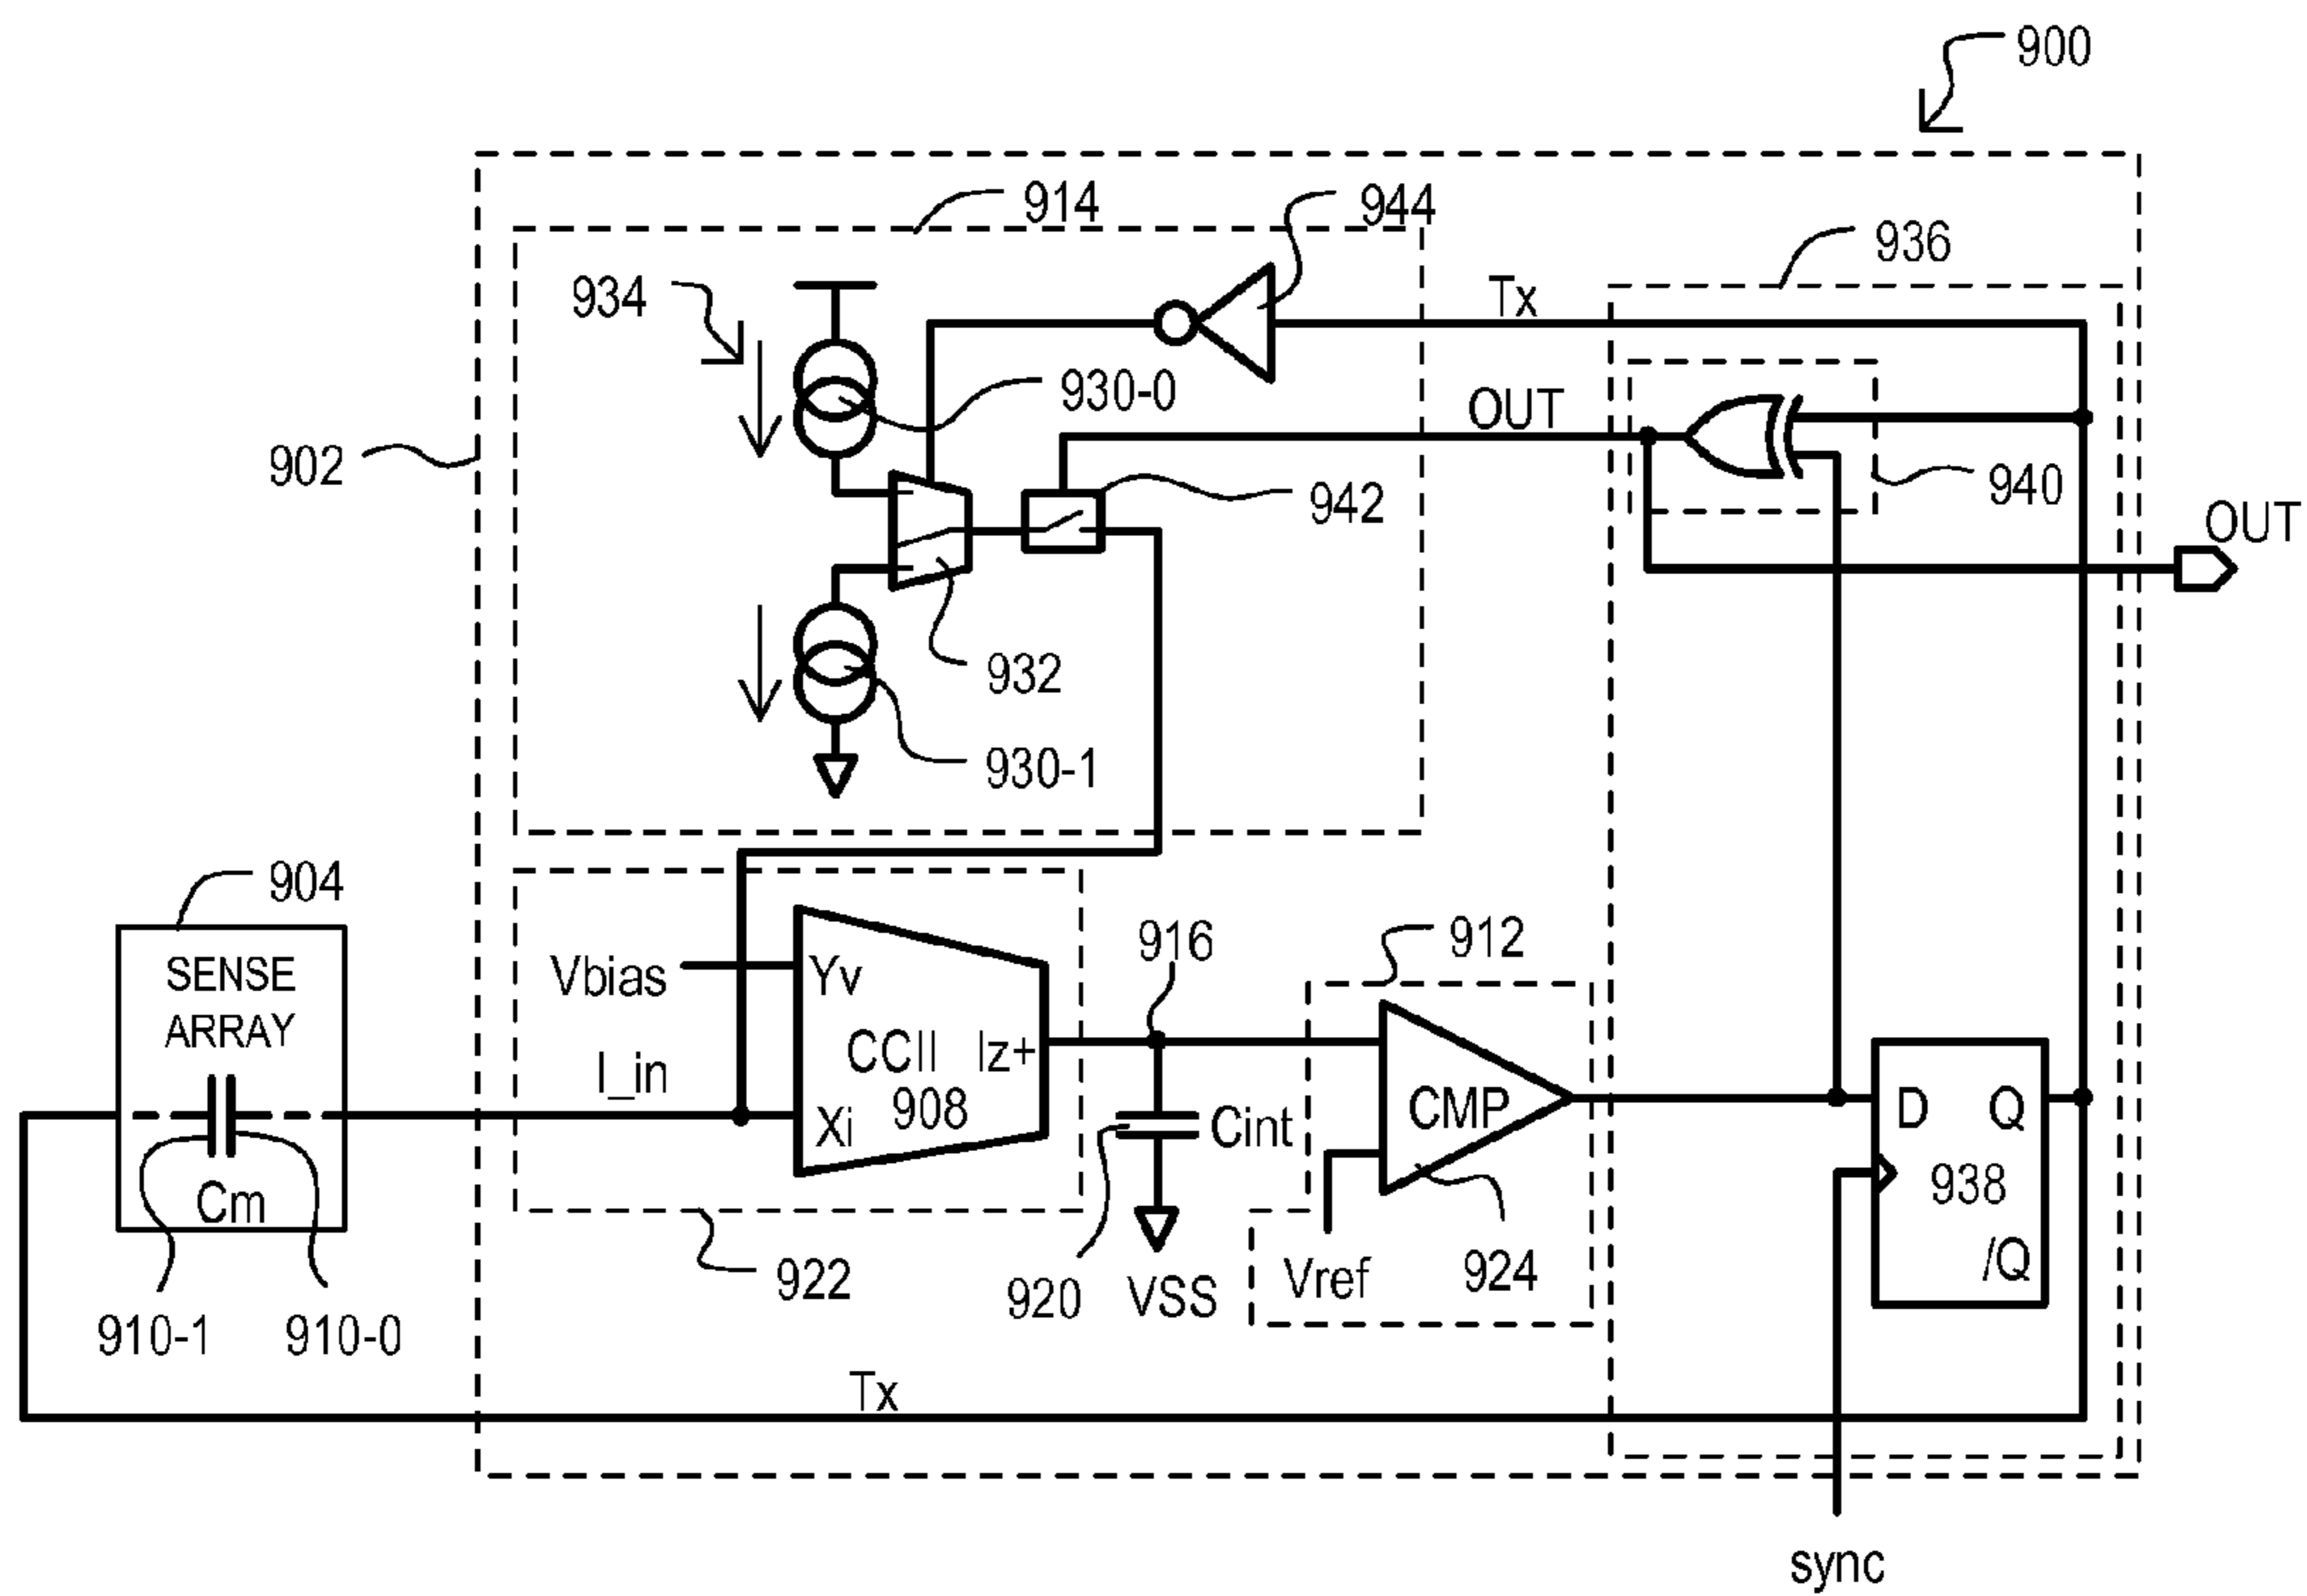 900
914
944
936
934
Tx
930-0
OUT
902
942
940
OUT
932
930-1
904
916
912
SENSE
ARRAY
Vbias
Yv
CCII
Iz+
I_in
908
Xi
Cint
CMP
D
Q
938
/Q
Cm
922
920
VSS
Vref
924
910-1
910-0
Tx
sync